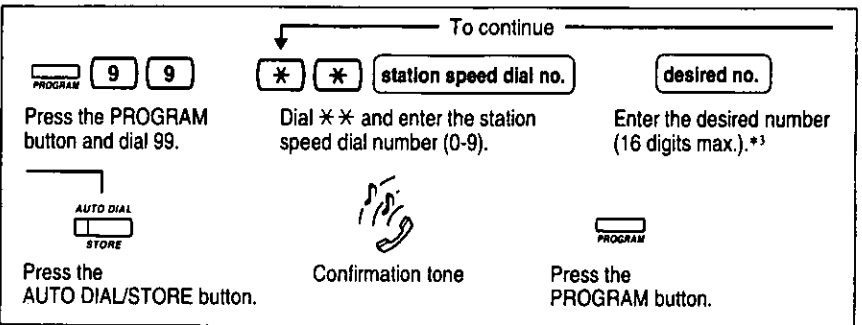 To continue
PROGRAM 9 9 * * station speed dial no. desired no.
Press the PROGRAM Dial ** and enter the station Enter the desired number
button and dial 99. speed dial number (0-9). (16 digits max.).*3
AUTO DIAL
STORE PROGRAM
Press the Confirmation tone Press the
AUTO DIAL/STORE button. PROGRAM button.